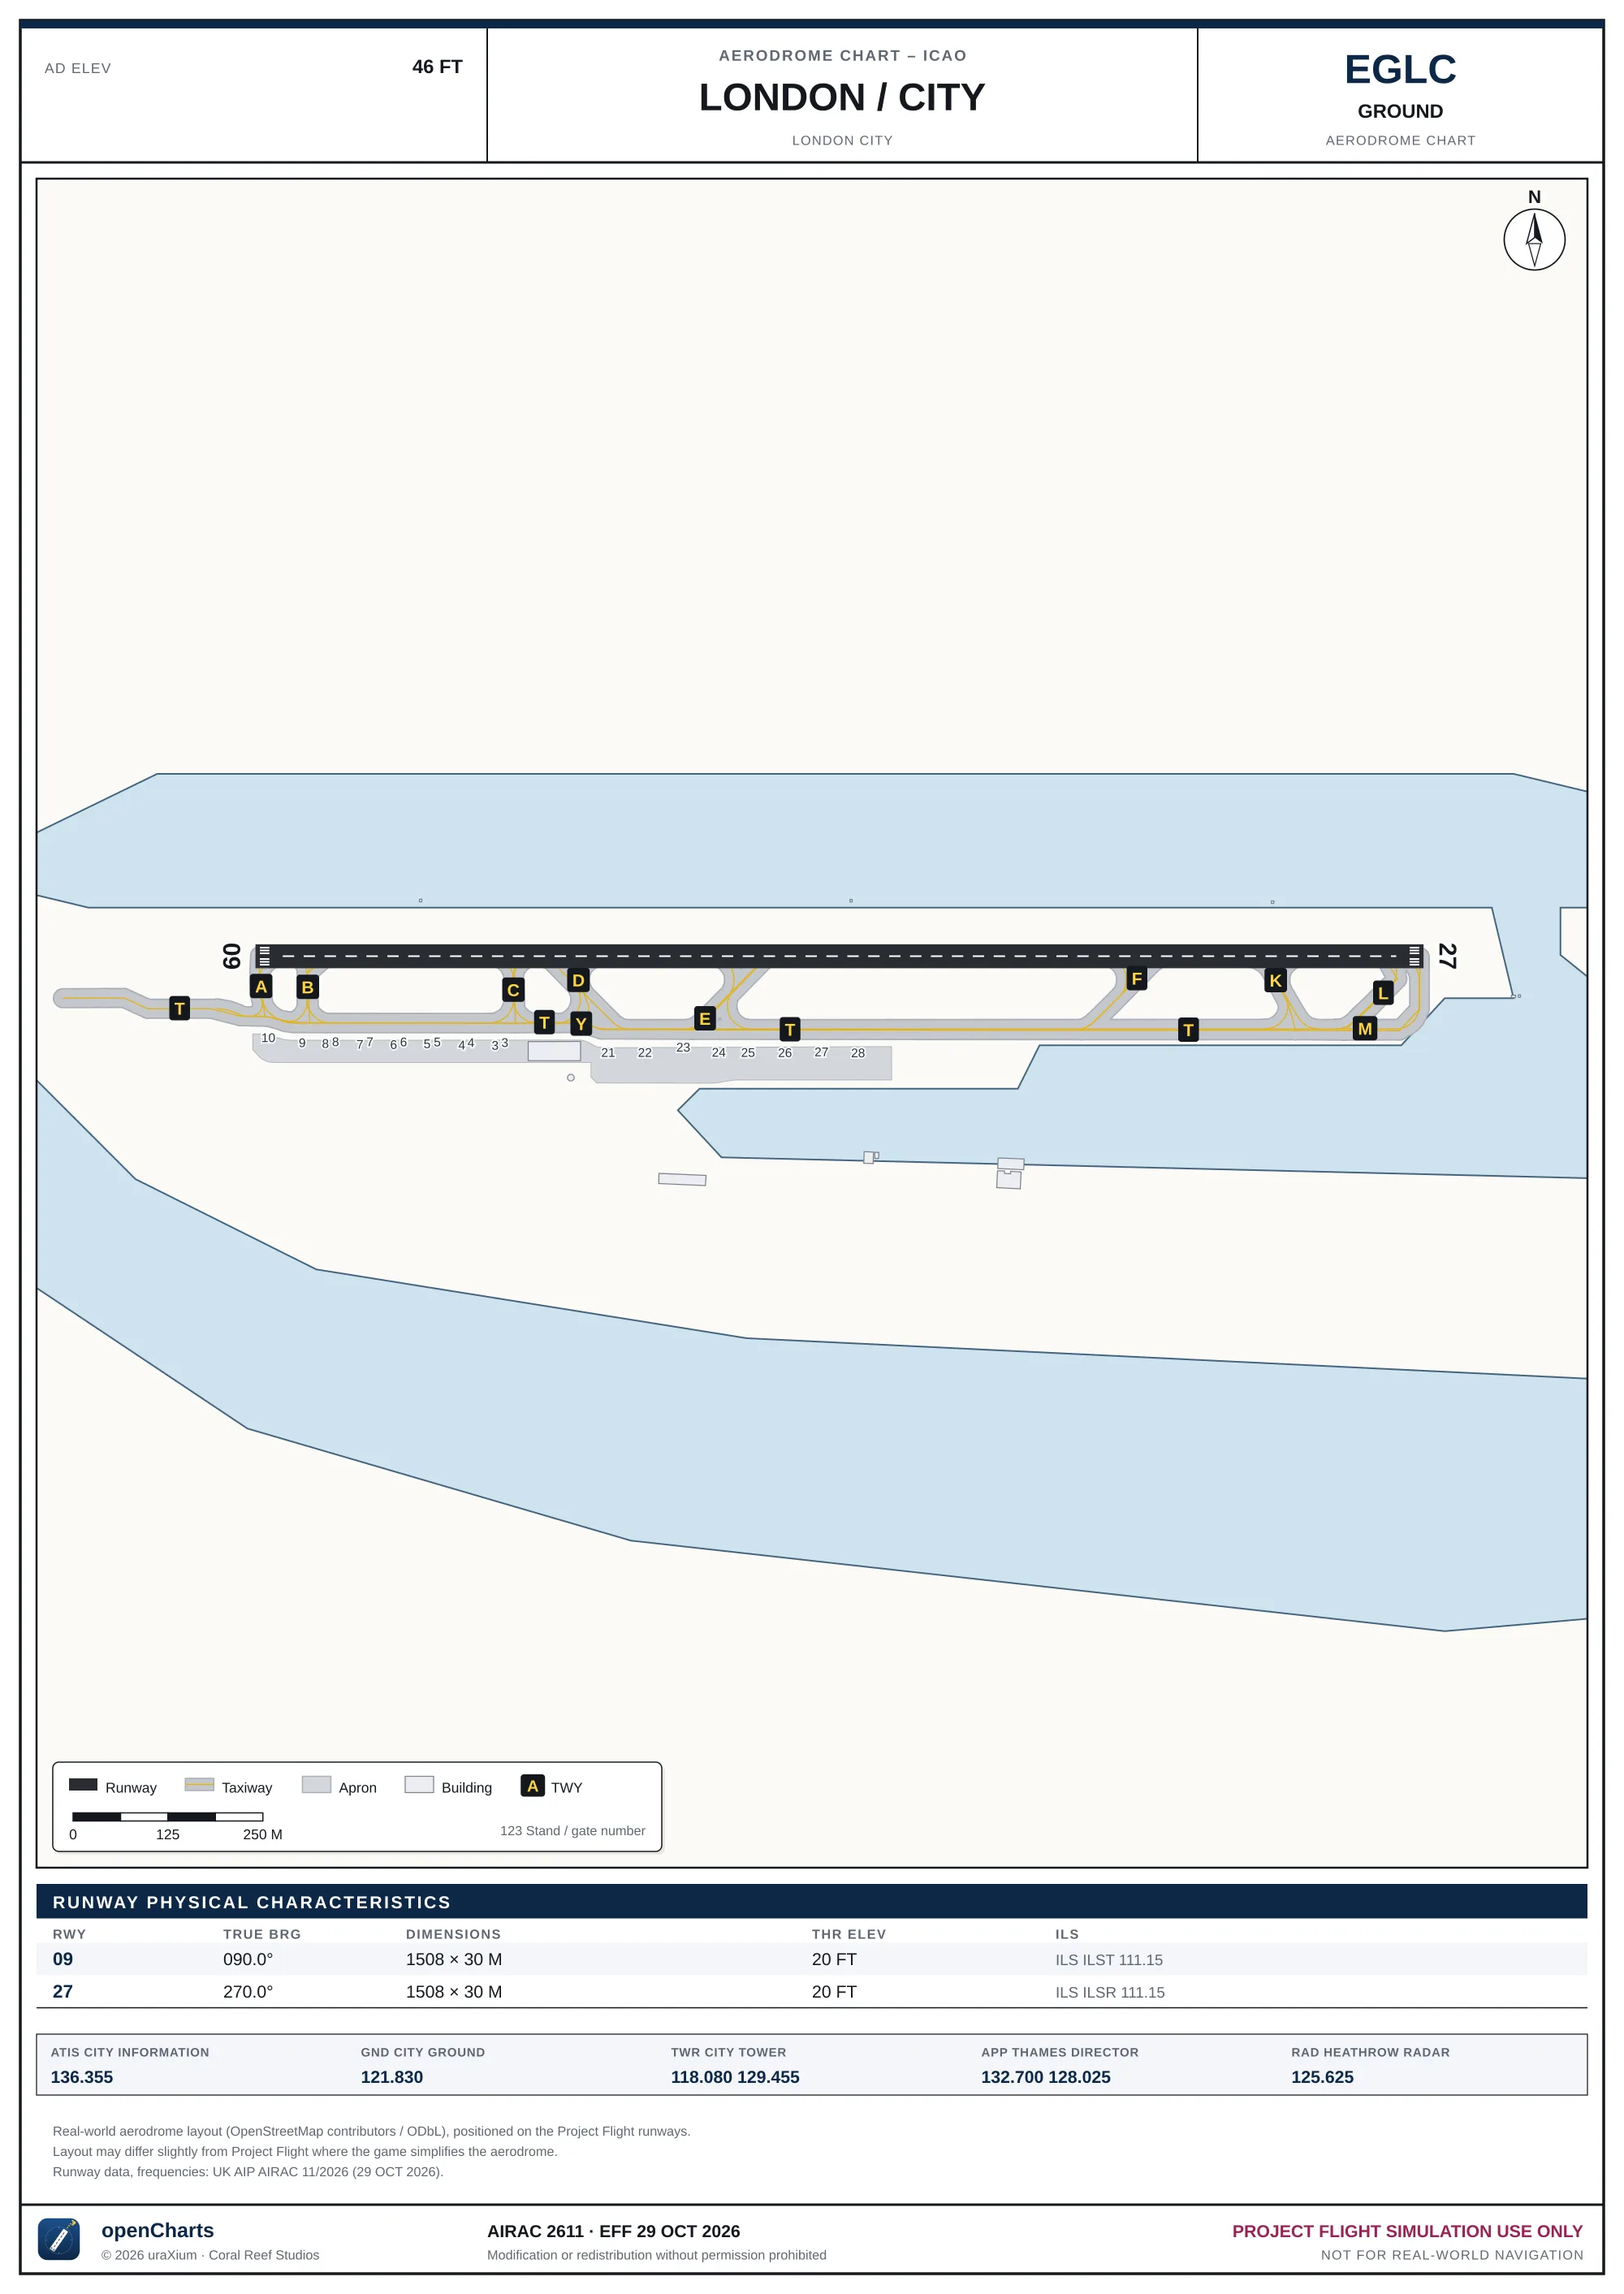 AD ELEV 46 FT
AERODROME CHART – ICAO
LONDON / CITY
LONDON CITY
EGLC
GROUND
AERODROME CHART
N
09
27
A
B
C
D
F
K
L
T
T
Y
E
T
T
M
10
9
8 8
7 7
6 6
5 5
4 4
3 3
21
22
23
24
25
26
27
28
Runway
Taxiway
Apron
Building
A TWY
0 125 250 M
123 Stand / gate number
RUNWAY PHYSICAL CHARACTERISTICS
RWY TRUE BRG DIMENSIONS THR ELEV ILS
09 090.0° 1508 × 30 M 20 FT ILS ILST 111.15
27 270.0° 1508 × 30 M 20 FT ILS ILSR 111.15
ATIS CITY INFORMATION GND CITY GROUND TWR CITY TOWER APP THAMES DIRECTOR RAD HEATHROW RADAR
136.355 121.830 118.080 129.455 132.700 128.025 125.625
Real-world aerodrome layout (OpenStreetMap contributors / ODbL), positioned on the Project Flight runways.
Layout may differ slightly from Project Flight where the game simplifies the aerodrome.
Runway data, frequencies: UK AIP AIRAC 11/2026 (29 OCT 2026).
openCharts
© 2026 uraXium · Coral Reef Studios
AIRAC 2611 · EFF 29 OCT 2026
Modification or redistribution without permission prohibited
PROJECT FLIGHT SIMULATION USE ONLY
NOT FOR REAL-WORLD NAVIGATION